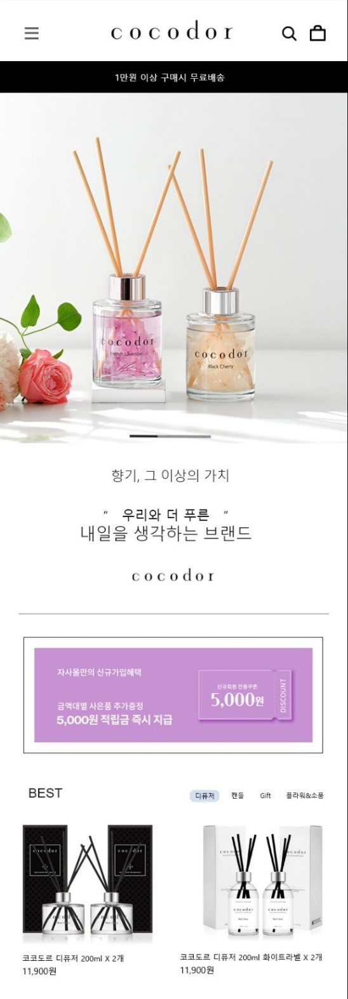 cocodor
1만원 이상 구매시 무료배송
cocodor
French Lavender
cocodor
Black Cherry
향기, 그 이상의 가치
“ 우리와 더 푸른 ”
내일을 생각하는 브랜드
cocodor
자사몰만의 신규가입혜택
금액대별 사은품 추가증정
5,000원 적립금 즉시 지급
신규회원 전용쿠폰
5,000원
DISCOUNT
BEST
디퓨저 캔들 Gift 플라워&소품
cocodor
cocodor
cocodor
cocodor
cocodor
cocodor
코코도르 디퓨저 200ml X 2개
11,900원
코코도르 디퓨저 200ml 화이트라벨 X 2개
11,900원